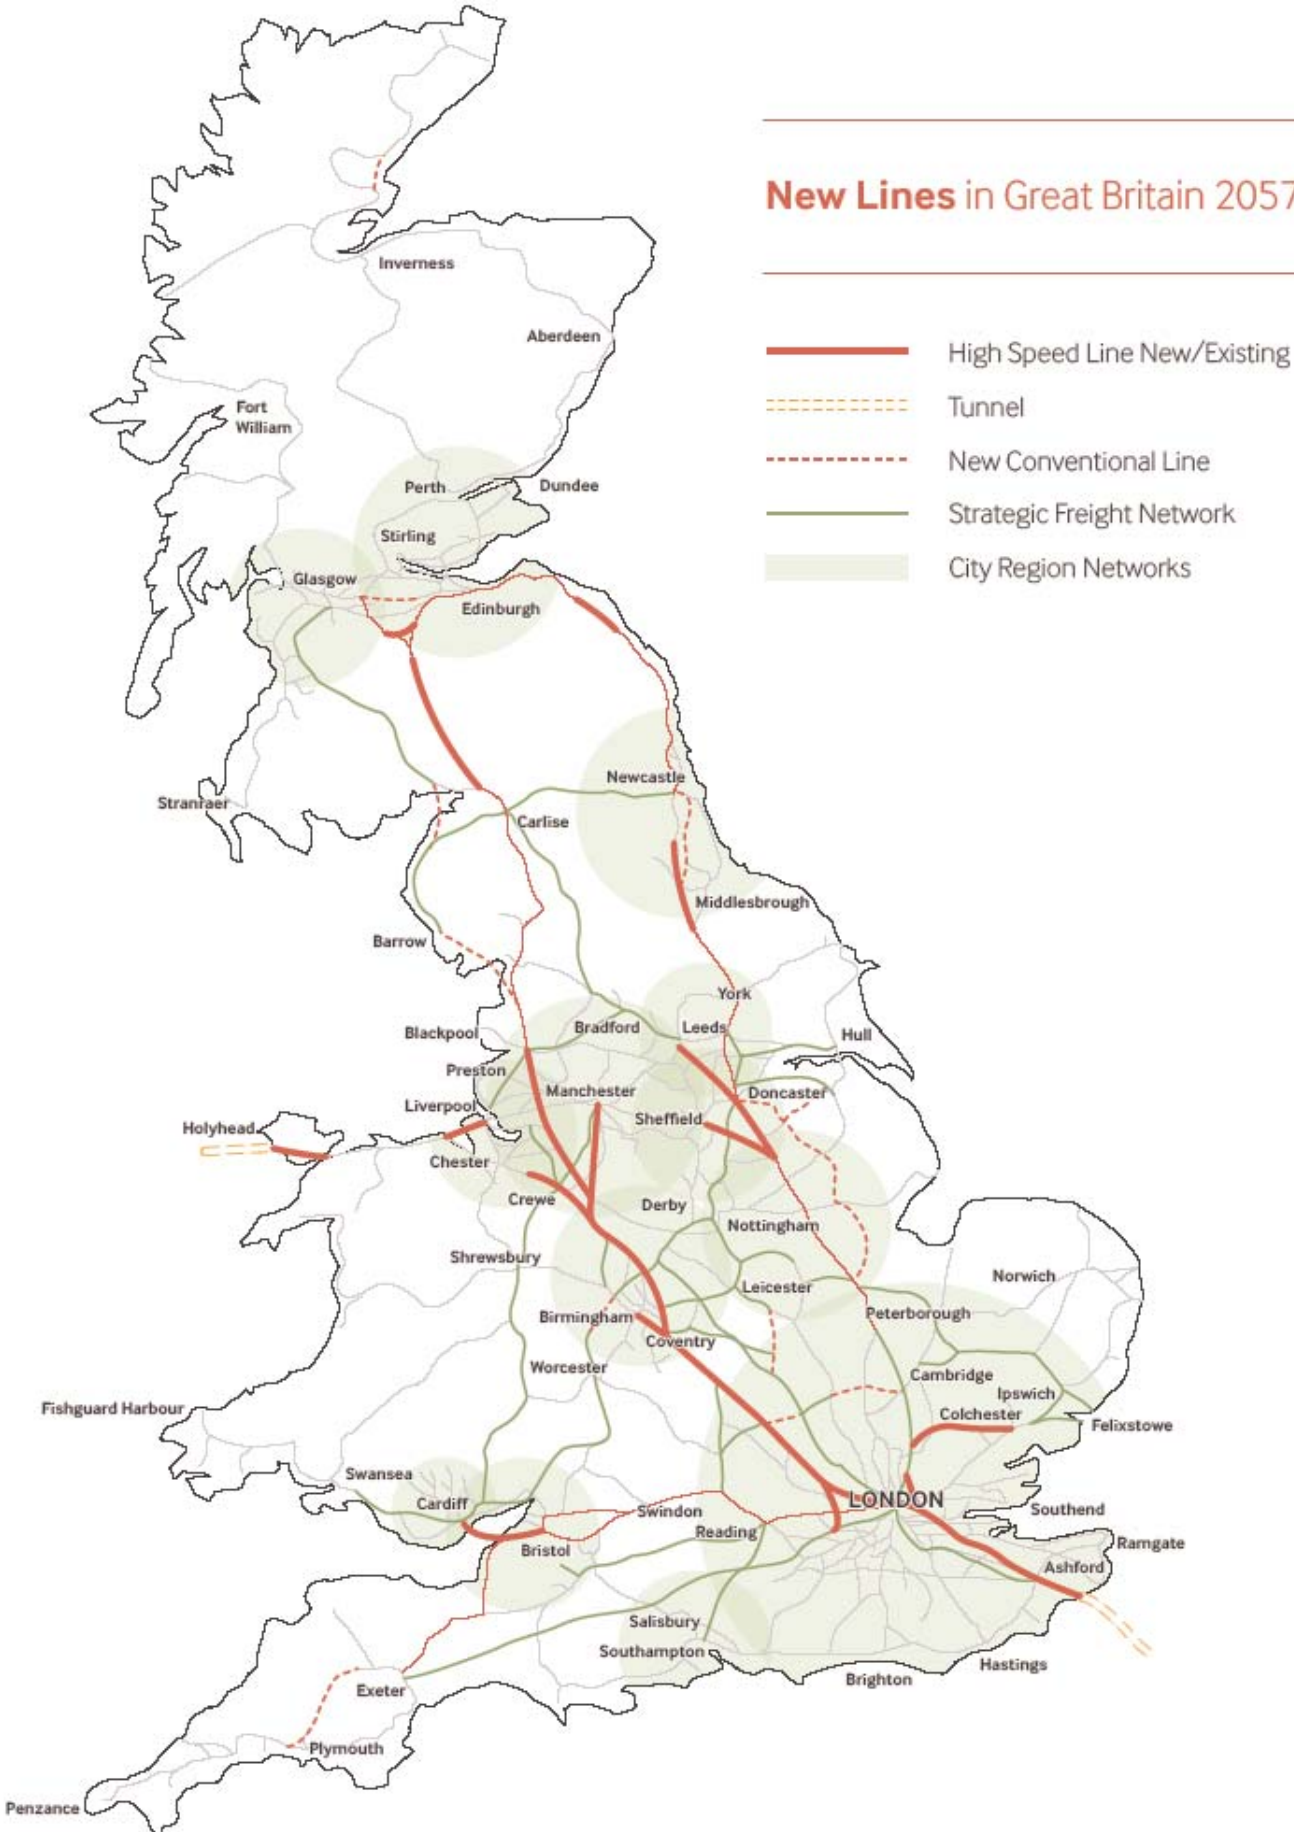 New Lines in Great Britain 2057
High Speed Line New/Existing
Tunnel
New Conventional Line
Strategic Freight Network
City Region Networks
Inverness
Aberdeen
Fort
William
Perth
Dundee
Stirling
Glasgow
Edinburgh
Newcastle
Stranraer
Carlise
Middlesbrough
Barrow
York
Blackpool
Bradford
Leeds
Hull
Preston
Manchester
Doncaster
Liverpool
Sheffield
Holyhead
Chester
Crewe
Derby
Nottingham
Shrewsbury
Norwich
Leicester
Birmingham
Peterborough
Coventry
Worcester
Cambridge
Ipswich
Fishguard Harbour
Colchester
Felixstowe
Swansea
Cardiff
LONDON
Swindon
Southend
Reading
Ramgate
Bristol
Ashford
Salisbury
Southampton
Hastings
Brighton
Exeter
Plymouth
Penzance